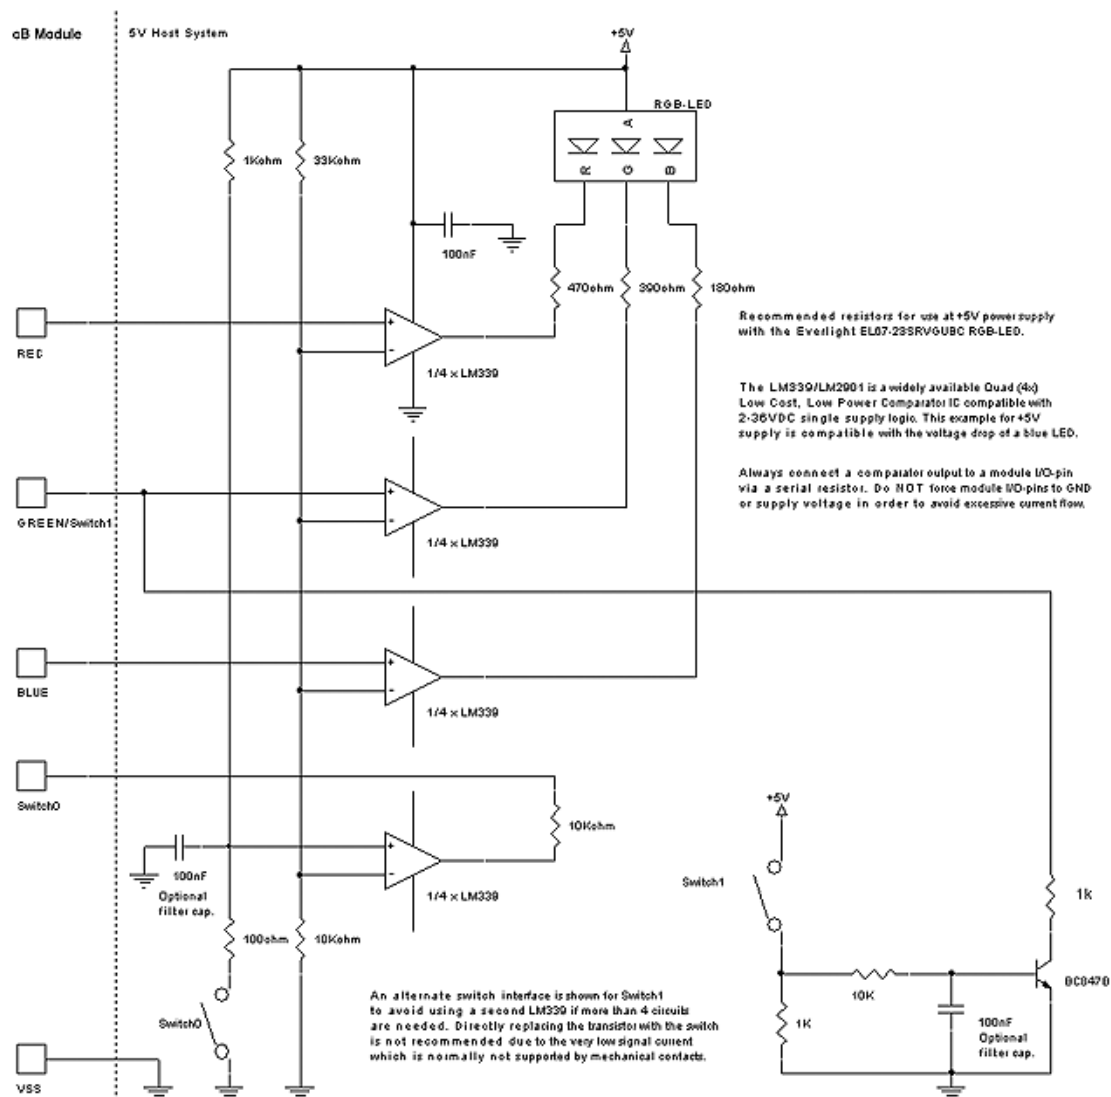 oB Module
5V Host System
+5V
RGB-LED
A
R
G
B
1Kohm
33Kohm
100nF
470ohm
390ohm
180ohm
RED
+
-
1/4 x LM339
Recommended resistors for use at +5V power supply
with the Everlight EL67-23SRVGUBC RGB-LED.
The LM339/LM2901 is a widely available Quad (4x)
Low Cost, Low Power Comparator IC compatible with
2-36VDC single supply logic. This example for +5V
supply is compatible with the voltage drop of a blue LED.
Always connect a comparator output to a module I/O-pin
via a serial resistor. Do NOT force module I/O-pins to GND
or supply voltage in order to avoid excessive current flow.
GREEN/Switch1
+
-
1/4 x LM339
BLUE
+
-
1/4 x LM339
Switch0
10Kohm
+
-
1/4 x LM339
100nF
Optional
filter cap.
100ohm
10Kohm
Switch0
VSS
An alternate switch interface is shown for Switch1
to avoid using a second LM339 if more than 4 circuits
are needed. Directly replacing the transistor with the switch
is not recommended due to the very low signal current
which is normally not supported by mechanical contacts.
+5V
Switch1
1k
BC847B
10K
1K
100nF
Optional
filter cap.